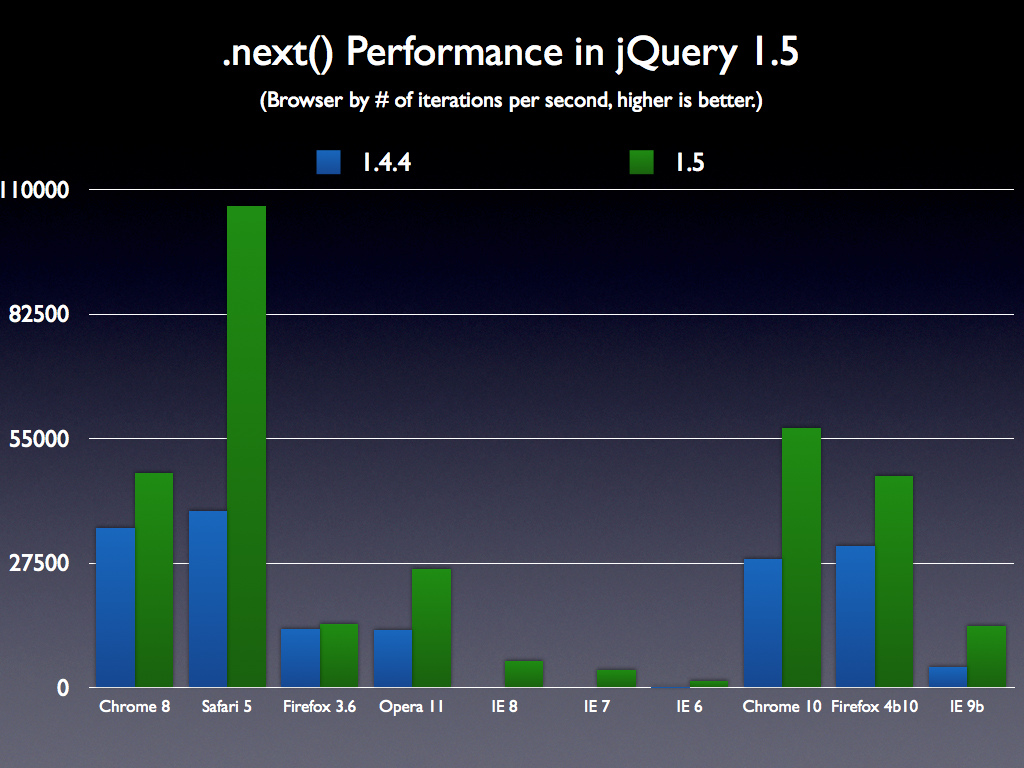 .next() Performance in jQuery 1.5
(Browser by # of iterations per second, higher is better.)
1.4.4 1.5
110000
82500
55000
27500
0
Chrome 8 Safari 5 Firefox 3.6 Opera 11 IE 8 IE 7 IE 6 Chrome 10 Firefox 4b10 IE 9b